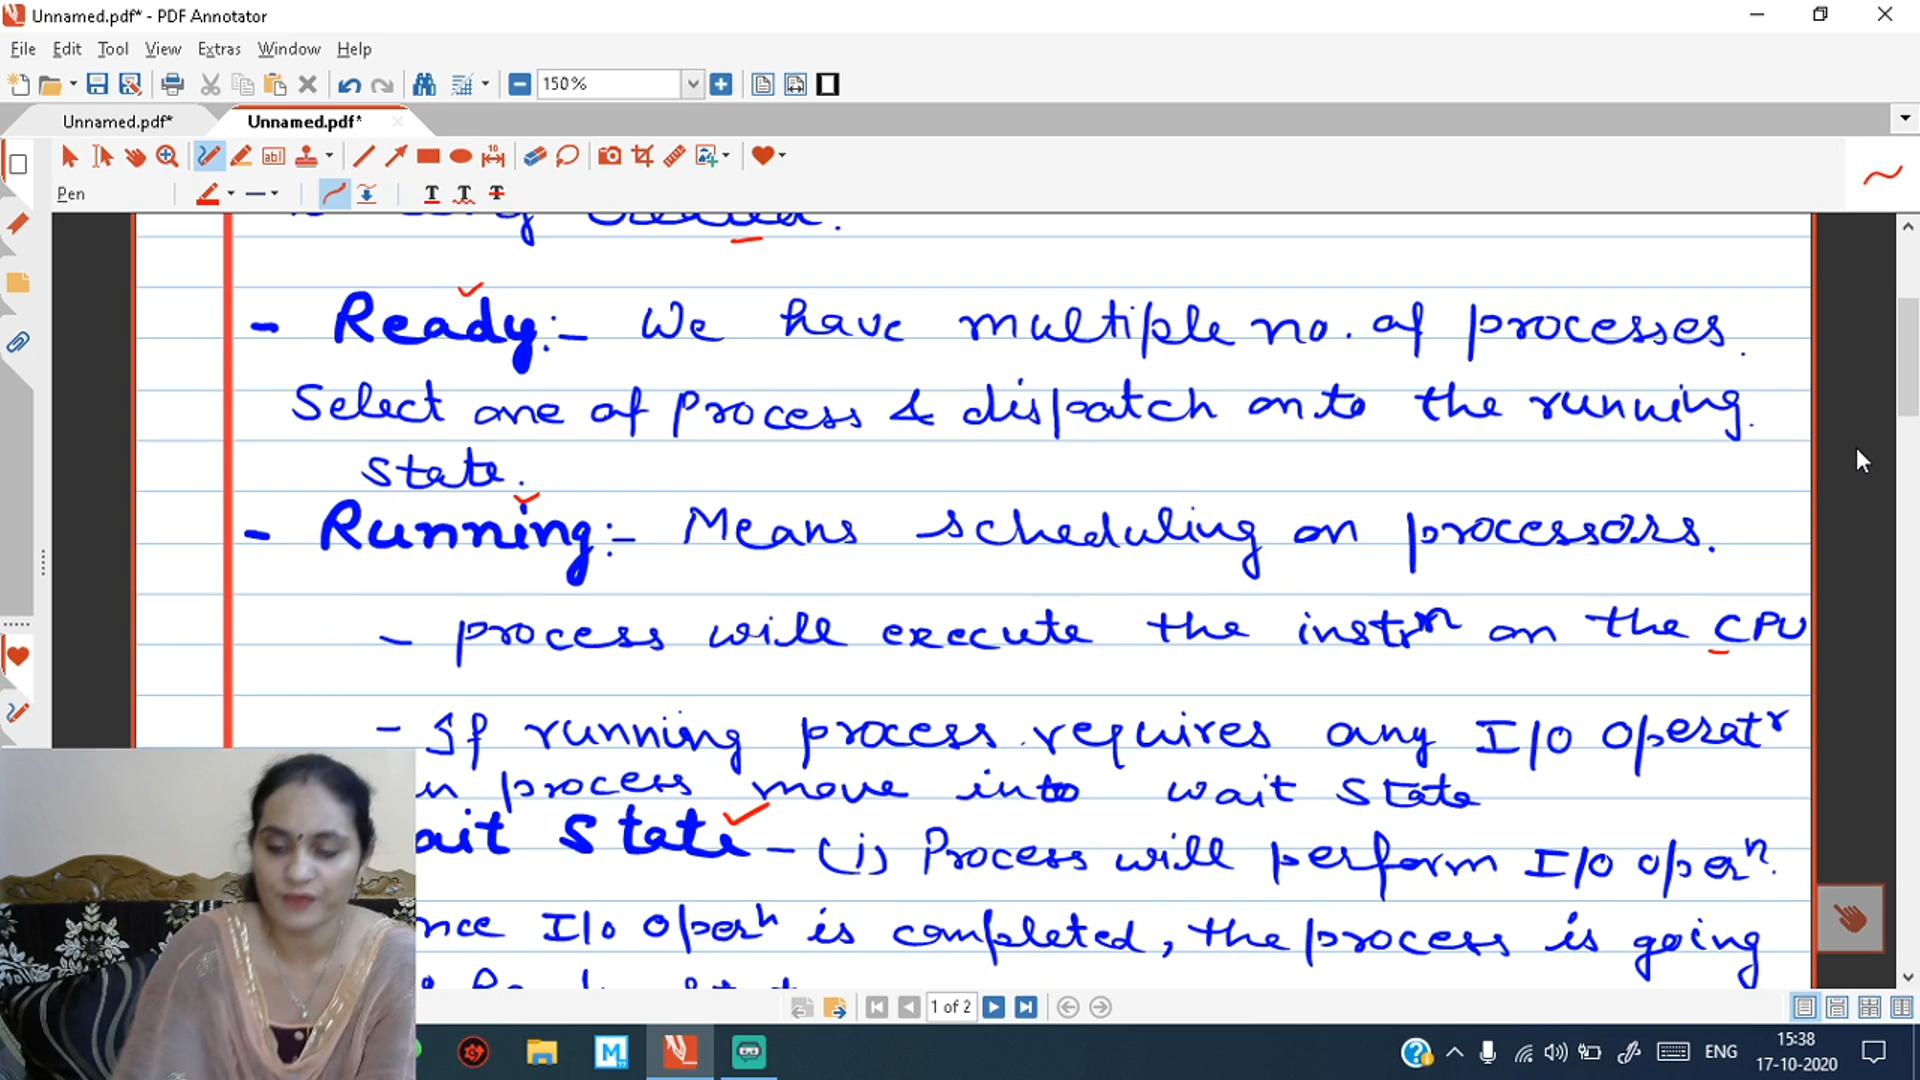 Unnamed.pdf* - PDF Annotator
File Edit Tool View Extras Window Help
150%
Unnamed.pdf* Unnamed.pdf*
Pen
created.
- Ready:- We have multiple no. of processes.
Select one of process & dispatch onto the running
state.
- Running:- Means scheduling on processors.
- process will execute the instrn on the CPU
- If running process requires any I/O operatr
process move into wait state
ait State - (i) Process will perform I/O opern.
nce I/O opern is completed, the process is going
1 of 2
ENG
15:38
17-10-2020